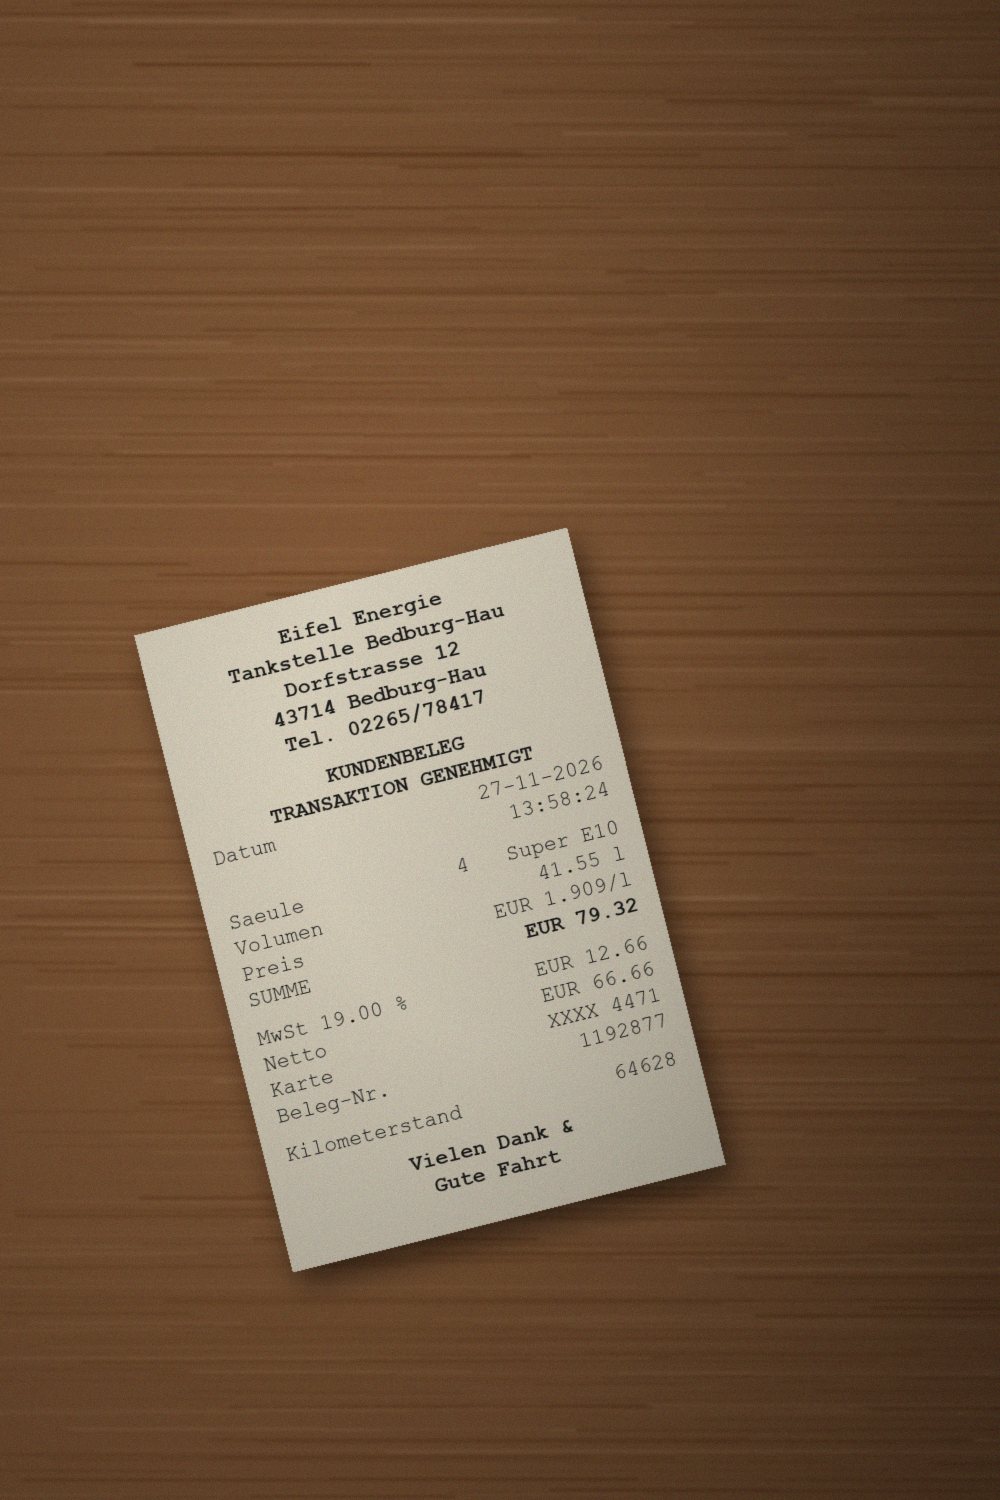 Eifel Energie
Tankstelle Bedburg-Hau
Dorfstrasse 12
43714 Bedburg-Hau
Tel. 02265/78417
KUNDENBELEG
TRANSAKTION GENEHMIGT
Datum 27-11-2026
13:58:24
Saeule 4 Super E10
Volumen 41.55 l
Preis EUR 1.909/l
SUMME EUR 79.32
MwSt 19.00 % EUR 12.66
Netto EUR 66.66
Karte XXXX 4471
Beleg-Nr. 1192877
Kilometerstand 64628
Vielen Dank &
Gute Fahrt